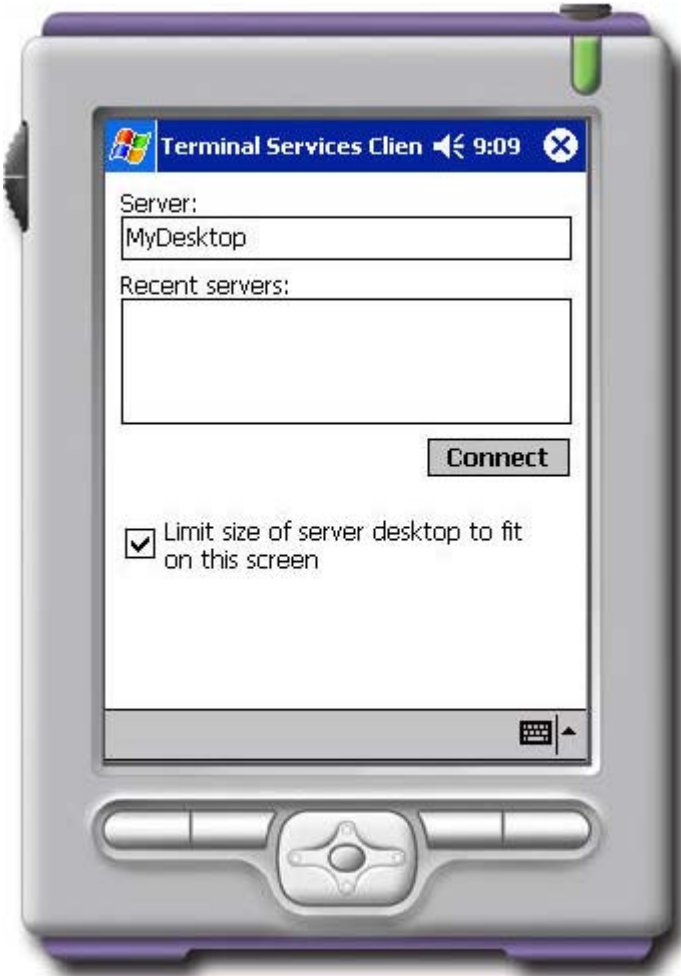 Terminal Services Clien 9:09
Server:
MyDesktop
Recent servers:
Connect
Limit size of server desktop to fit
on this screen